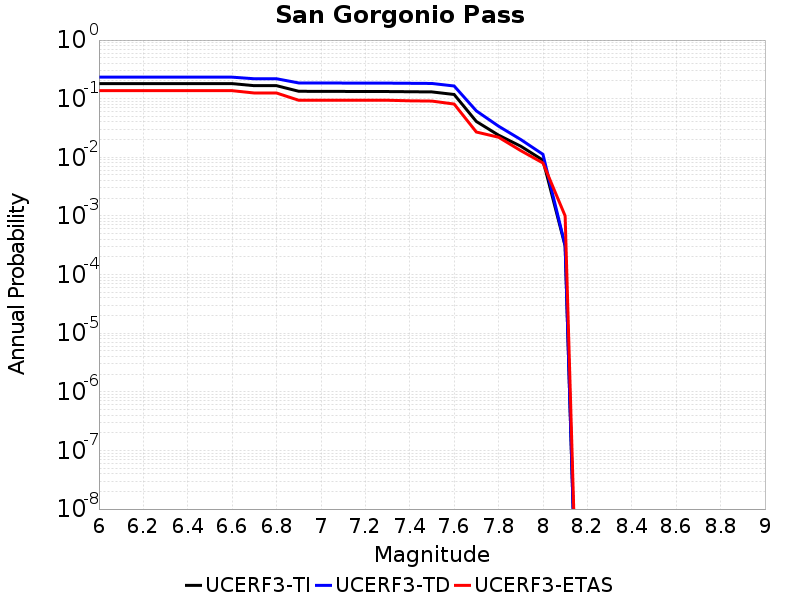 San Gorgonio Pass
10^0
10^-1
10^-2
10^-3
10^-4
10^-5
10^-6
10^-7
10^-8
Annual Probability
6 6.2 6.4 6.6 6.8 7 7.2 7.4 7.6 7.8 8 8.2 8.4 8.6 8.8 9
Magnitude
UCERF3-TI UCERF3-TD UCERF3-ETAS